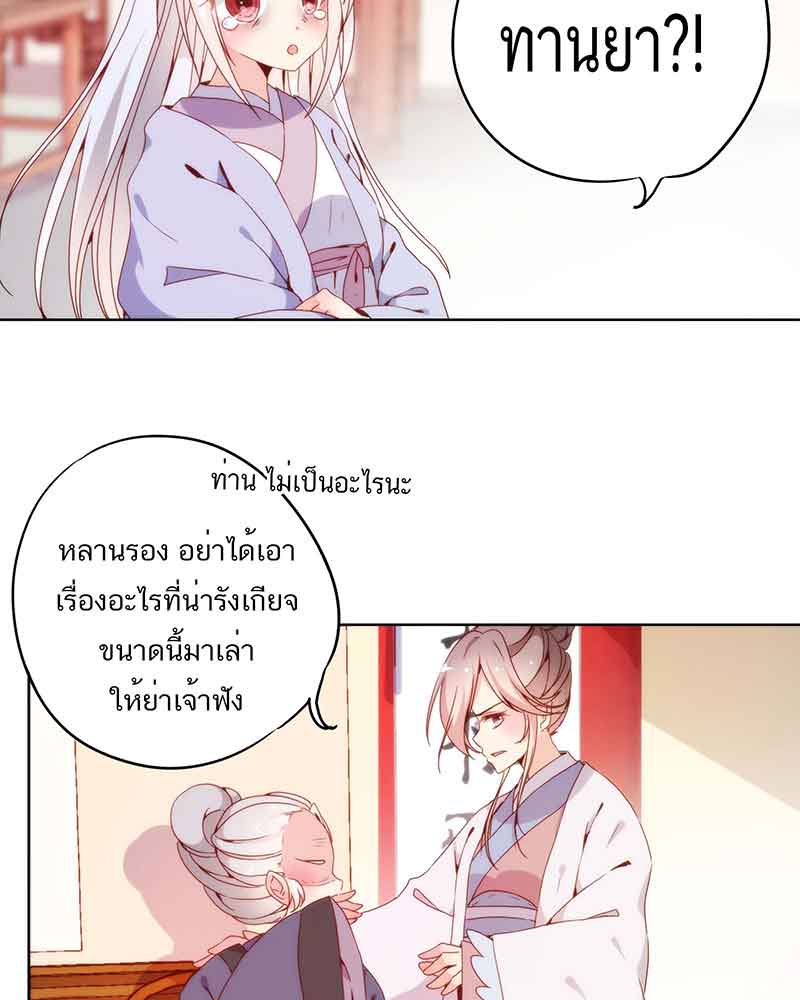 ทานยา?!
ท่าน ไม่เป็นอะไรนะ
หลานรอง อย่าได้เอา
เรื่องอะไรที่น่ารังเกียจ
ขนาดนี้มาเล่า
ให้ย่าเจ้าฟัง